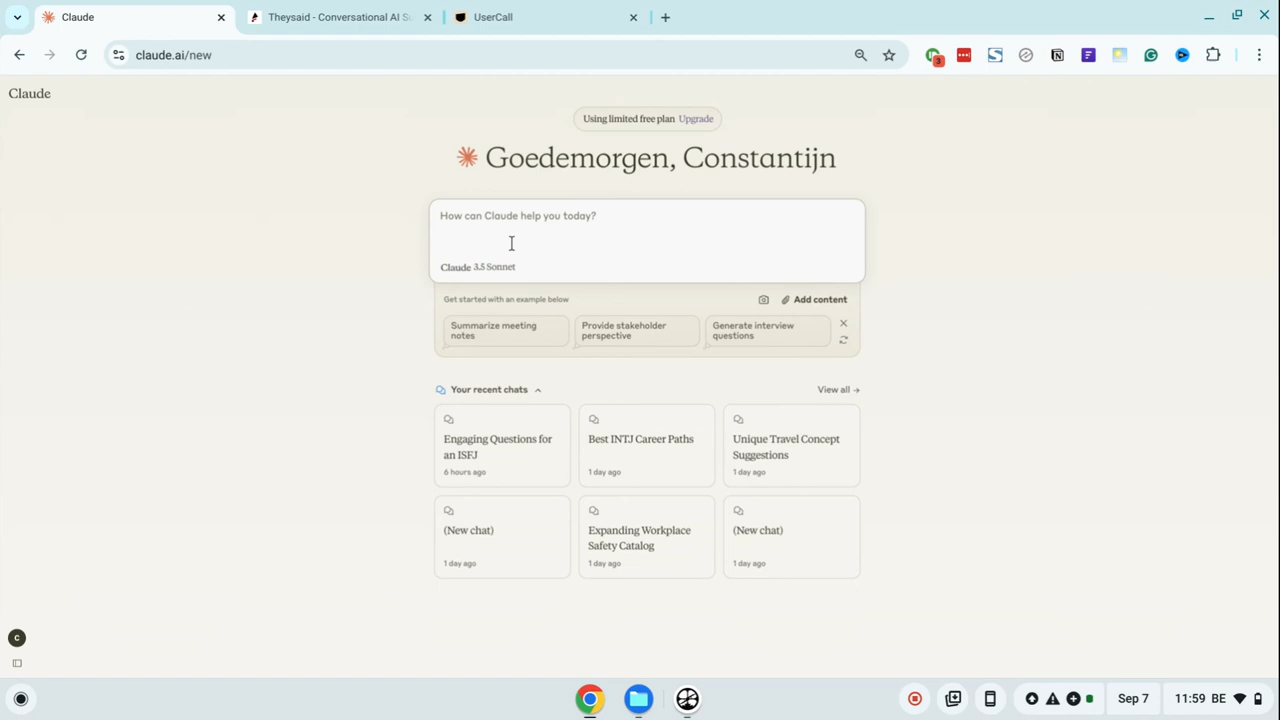 Claude
Theysaid - Conversational AI Su
UserCall
claude.ai/new
3
Claude
Using limited free plan Upgrade
Goedemorgen, Constantijn
How can Claude help you today?
Claude 3.5 Sonnet
Get started with an example below
Add content
Summarize meeting
notes
Provide stakeholder
perspective
Generate interview
questions
Your recent chats
View all →
Engaging Questions for
an ISFJ
6 hours ago
Best INTJ Career Paths
1 day ago
Unique Travel Concept
Suggestions
1 day ago
(New chat)
1 day ago
Expanding Workplace
Safety Catalog
1 day ago
(New chat)
1 day ago
C
Sep 7
11:59 BE